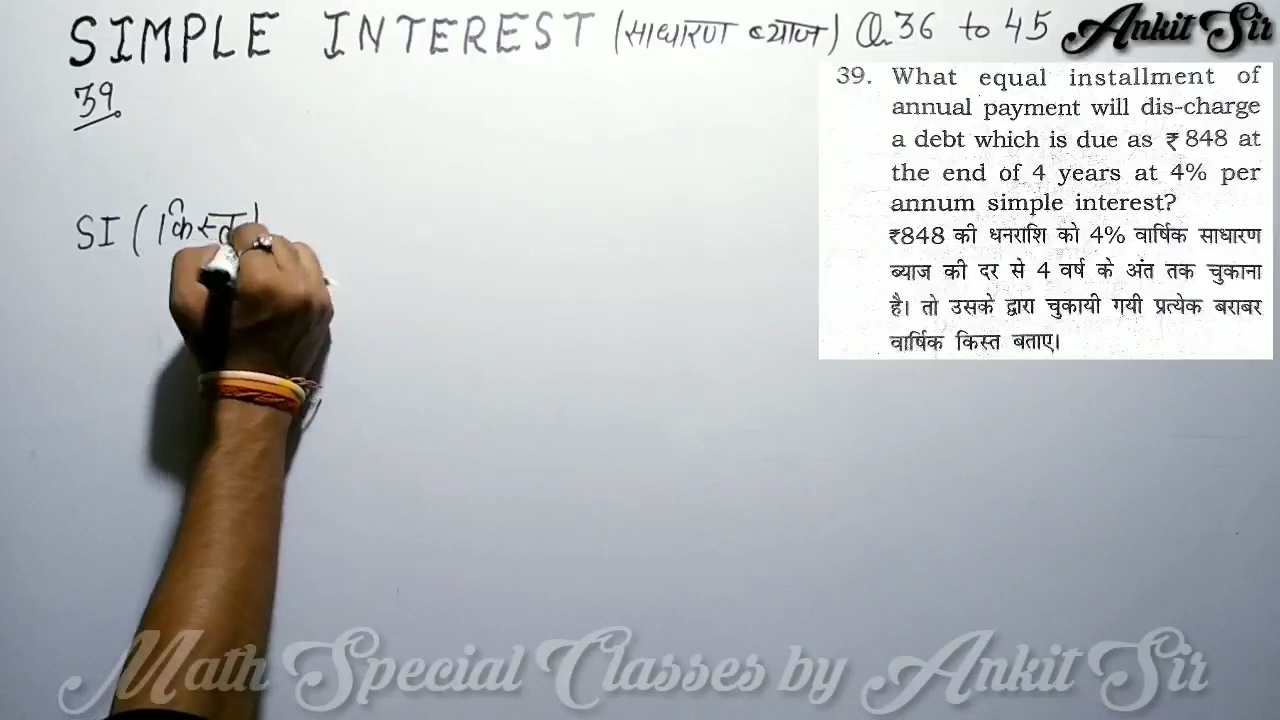 SIMPLE INTEREST (साधारण ब्याज) Q.36 to 45 Ankit Sir
39.
39. What equal installment of
annual payment will dis-charge
a debt which is due as ₹ 848 at
the end of 4 years at 4% per
annum simple interest?
₹848 की धनराशि को 4% वार्षिक साधारण
ब्याज की दर से 4 वर्ष के अंत तक चुकाना
है। तो उसके द्वारा चुकायी गयी प्रत्येक बराबर
वार्षिक किस्त बताए।
SI (किस्त)
Math Special Classes by Ankit Sir